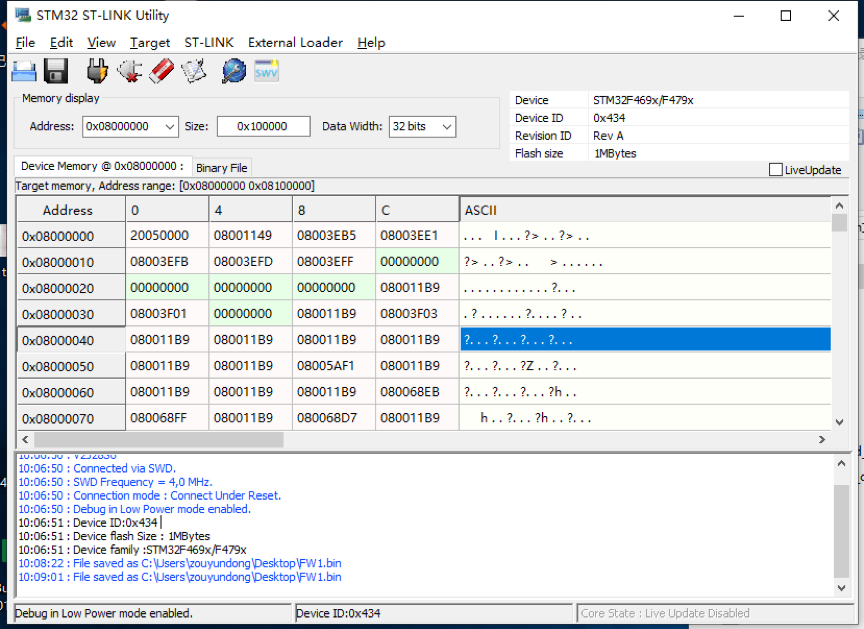 STM32 ST-LINK Utility
File Edit View Target ST-LINK External Loader Help
SWV
Memory display
Address: 0x08000000 Size: 0x100000 Data Width: 32 bits
Device STM32F469x/F479x
Device ID 0x434
Revision ID Rev A
Flash size 1MBytes
LiveUpdate
Device Memory @ 0x08000000 : Binary File
Target memory, Address range: [0x08000000 0x08100000]
Address 0 4 8 C ASCII
0x08000000 20050000 08001149 08003EB5 08003EE1 ... I...?>..?>..
0x08000010 08003EFB 08003EFD 08003EFF 00000000 ?>..?>.. >......
0x08000020 00000000 00000000 00000000 080011B9 ............?...
0x08000030 08003F01 00000000 080011B9 08003F03 .?......?....?..
0x08000040 080011B9 080011B9 080011B9 080011B9 ?...?...?...?...
0x08000050 080011B9 080011B9 08005AF1 080011B9 ?...?...?Z..?...
0x08000060 080011B9 080011B9 080011B9 080068EB ?...?...?...?h..
0x08000070 080068FF 080011B9 080068D7 080011B9 h..?...?h..?...
10:06:50 : V2J28S6
10:06:50 : Connected via SWD.
10:06:50 : SWD Frequency = 4,0 MHz.
10:06:50 : Connection mode : Connect Under Reset.
10:06:50 : Debug in Low Power mode enabled.
10:06:51 : Device ID:0x434
10:06:51 : Device flash Size : 1MBytes
10:06:51 : Device family :STM32F469x/F479x
10:08:22 : File saved as C:\Users\zouyundong\Desktop\FW1.bin
10:09:01 : File saved as C:\Users\zouyundong\Desktop\FW1.bin
Debug in Low Power mode enabled. Device ID:0x434 Core State : Live Update Disabled